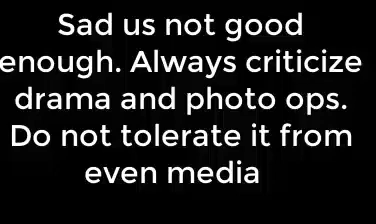 Sad us not good
enough. Always criticize
drama and photo ops.
Do not tolerate it from
even media